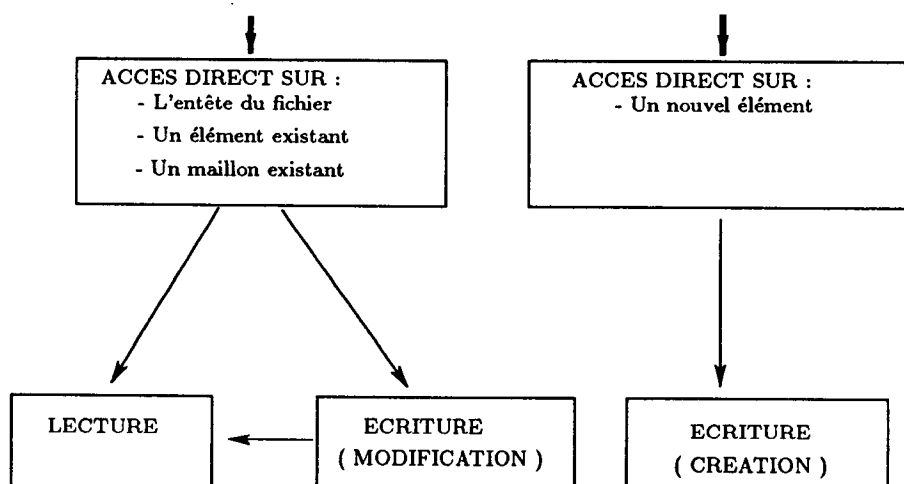 ACCES DIRECT SUR :
- L'entête du fichier
- Un élément existant
- Un maillon existant
ACCES DIRECT SUR :
- Un nouvel élément
LECTURE
ECRITURE
( MODIFICATION )
ECRITURE
( CREATION )